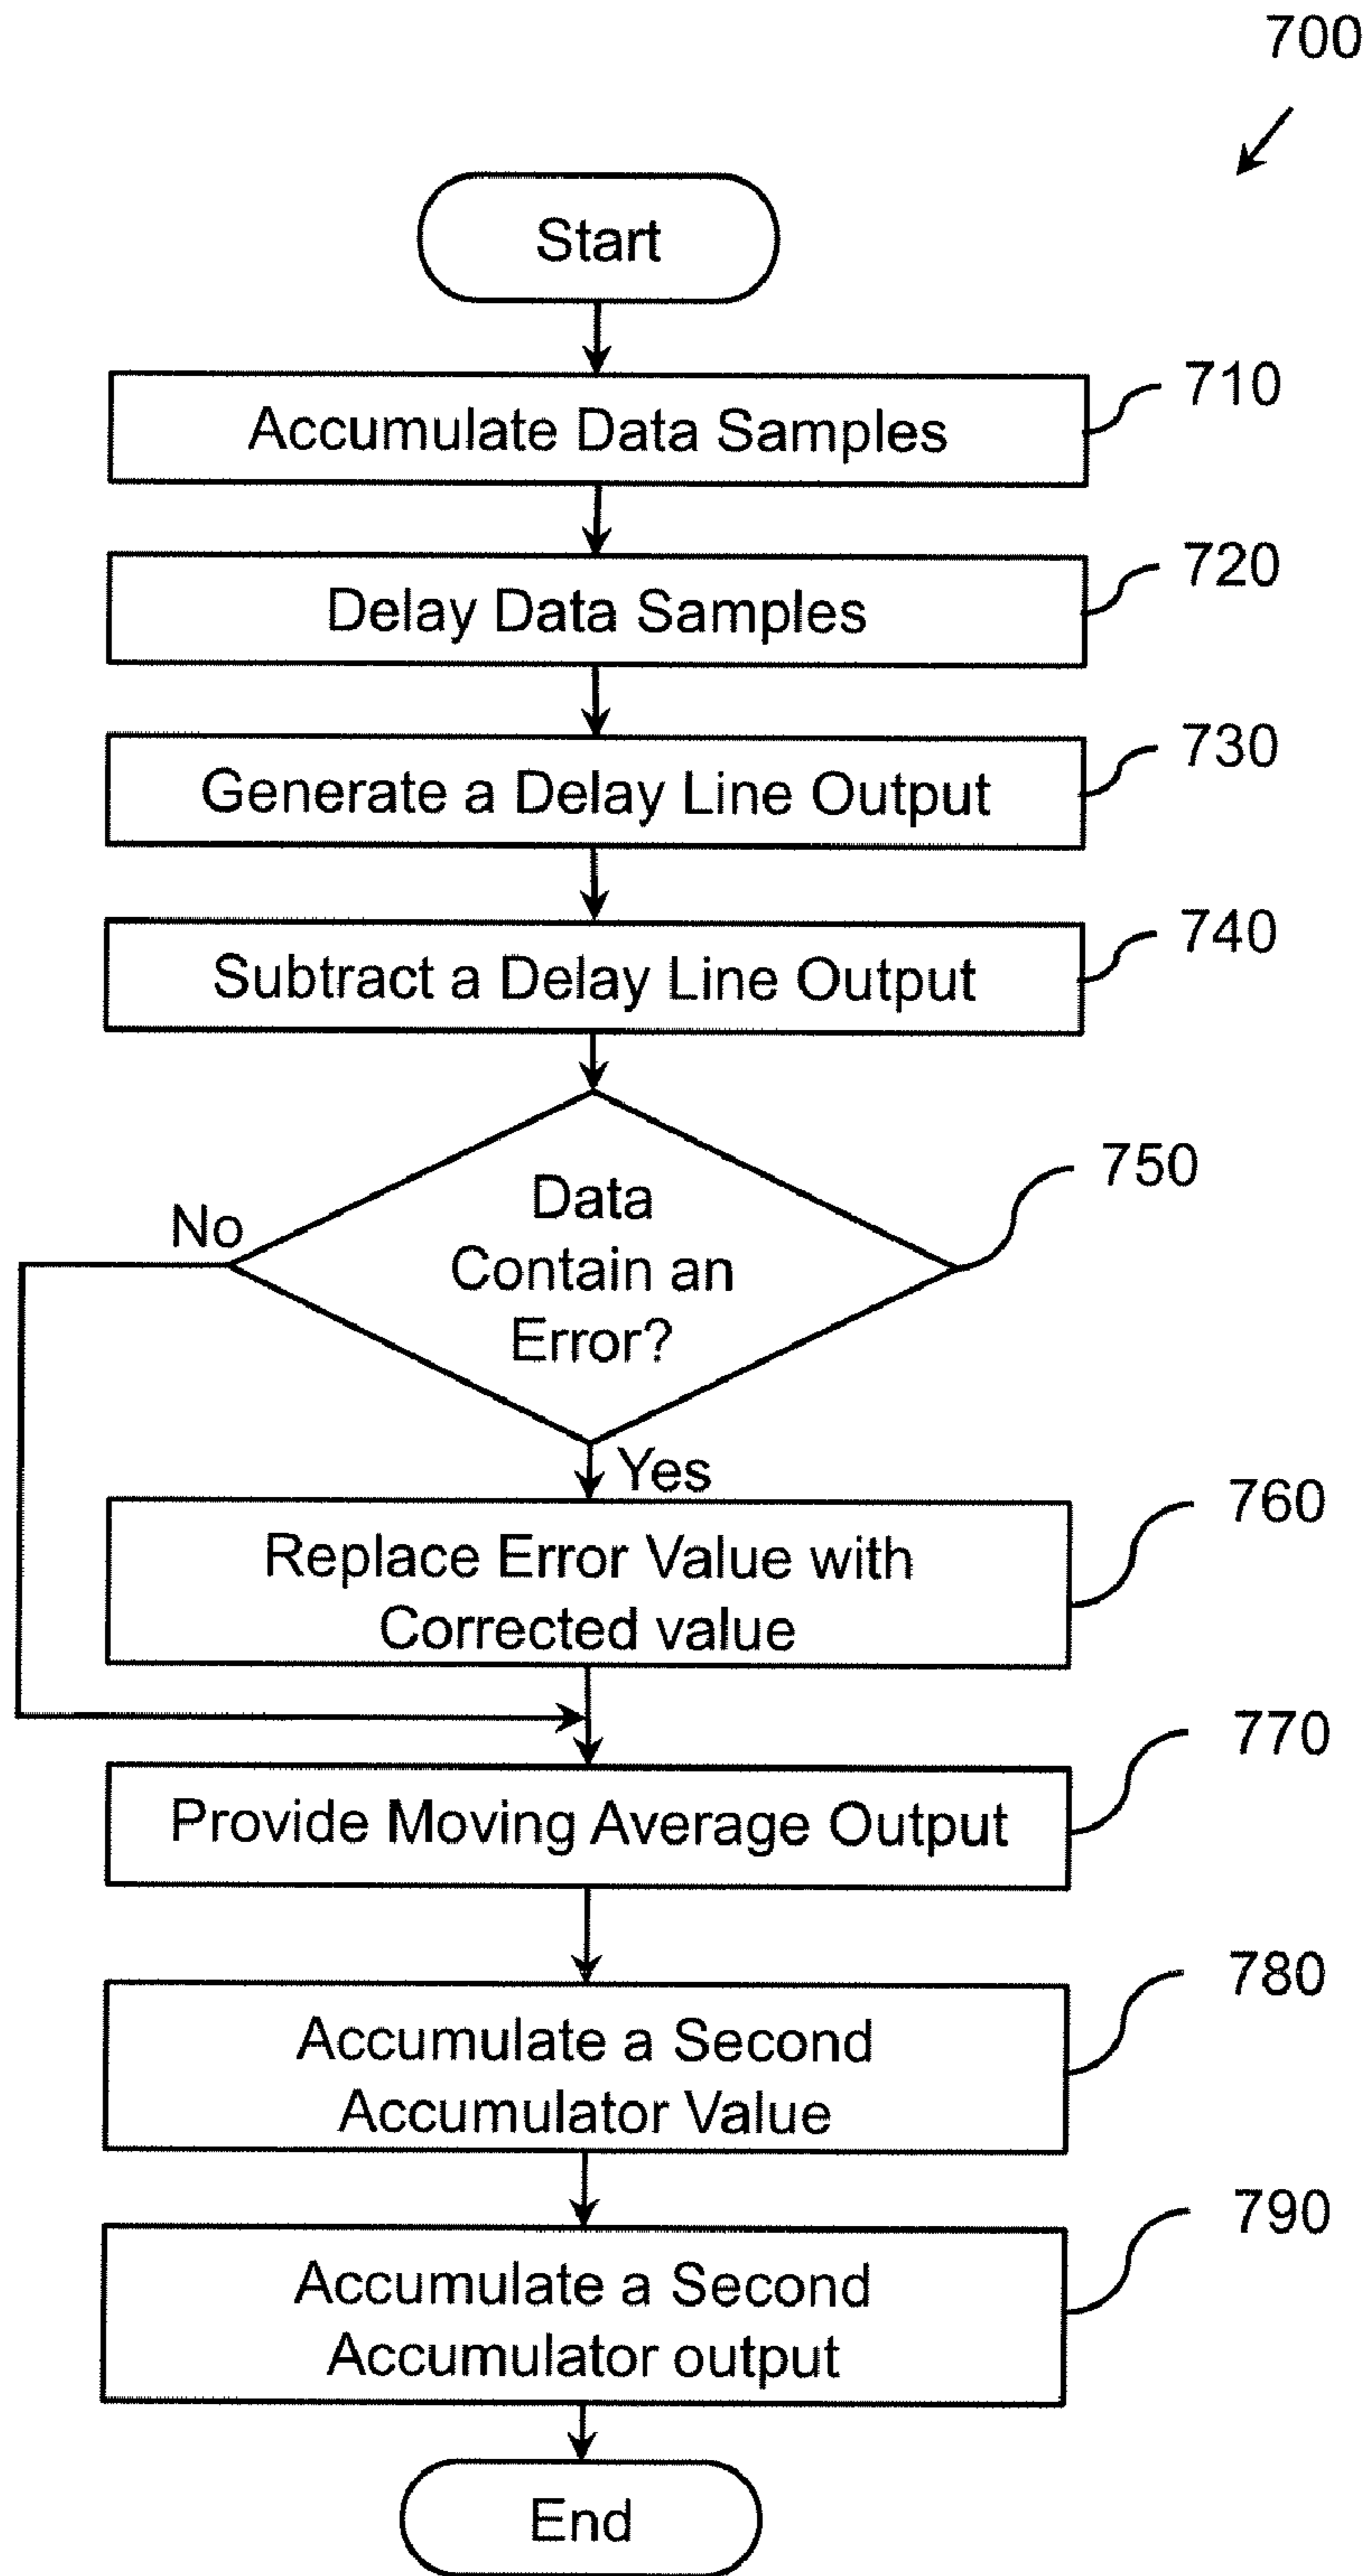 700
Start
Accumulate Data Samples
710
Delay Data Samples
720
Generate a Delay Line Output
730
Subtract a Delay Line Output
740
Data
Contain an
Error?
750
No
Yes
Replace Error Value with
Corrected value
760
Provide Moving Average Output
770
Accumulate a Second
Accumulator Value
780
Accumulate a Second
Accumulator output
790
End